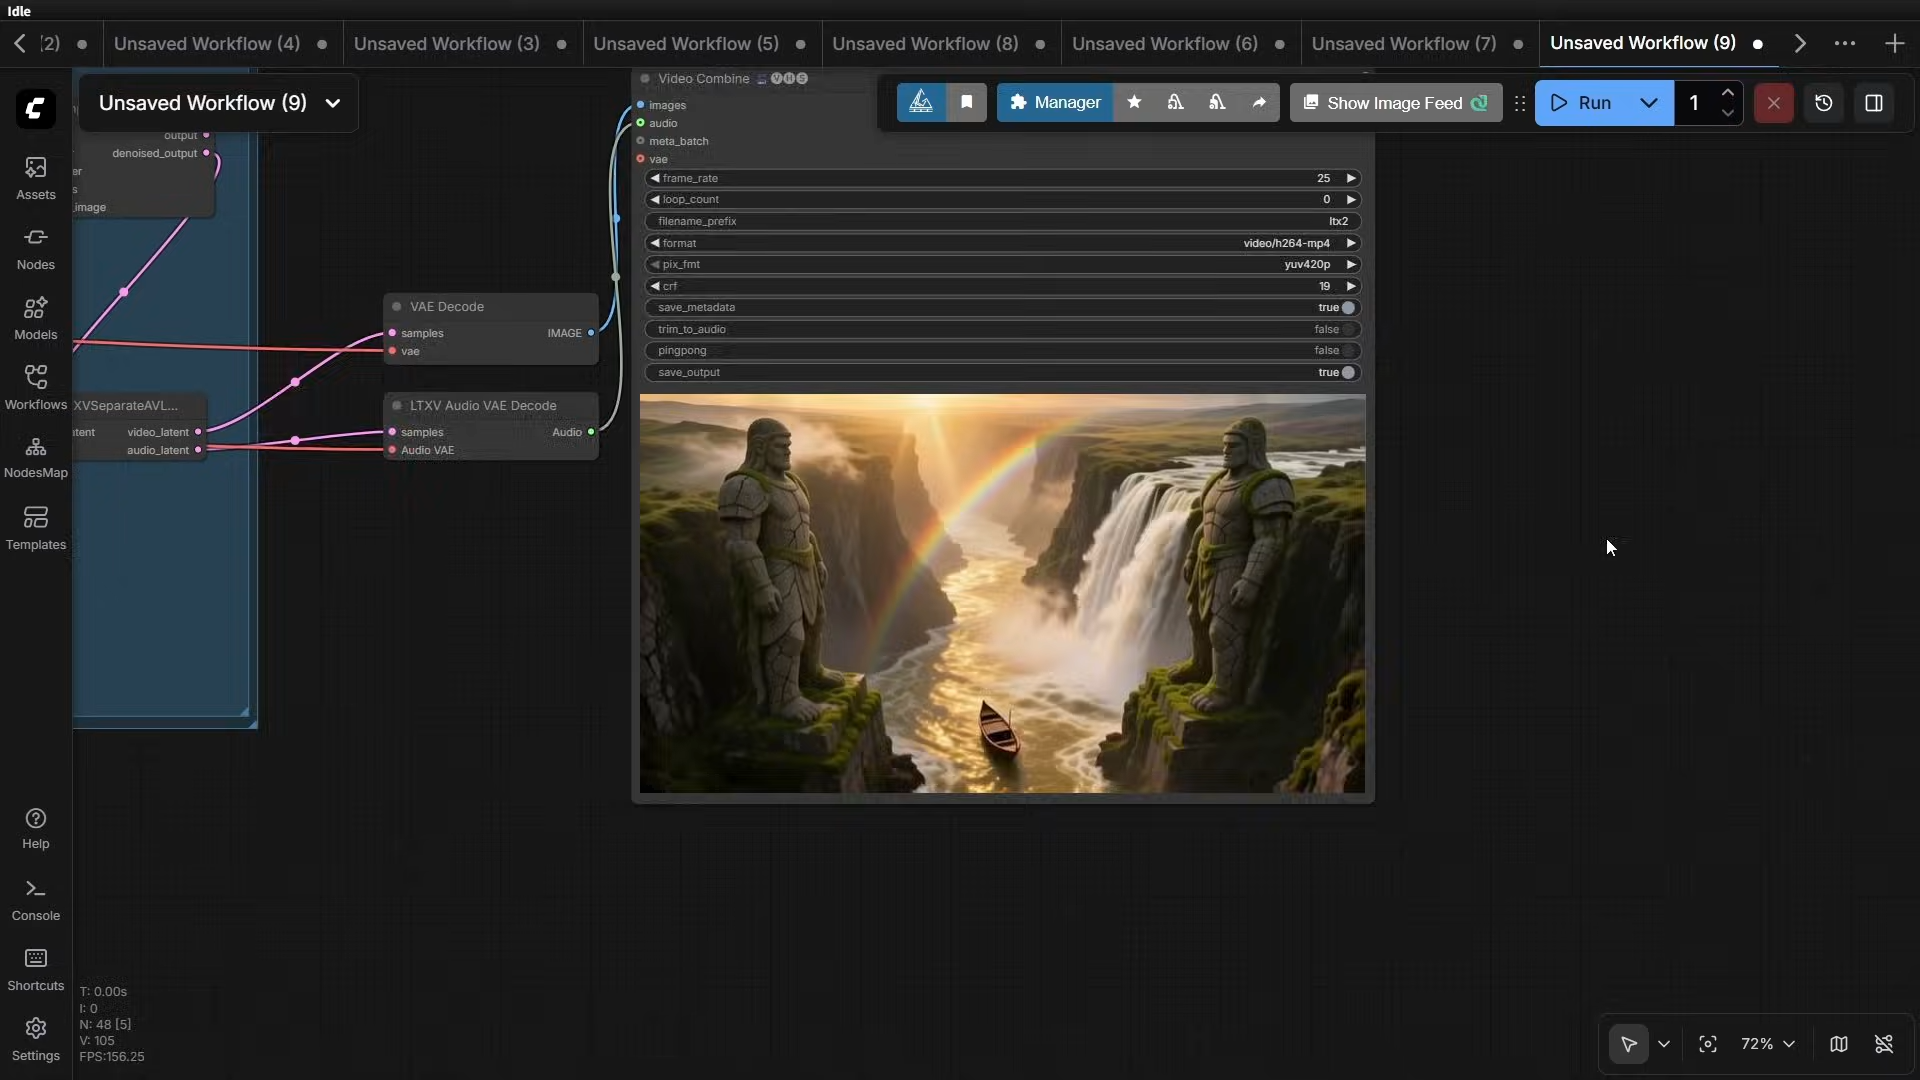 Idle
(2)
Unsaved Workflow (4)
Unsaved Workflow (3)
Unsaved Workflow (5)
Unsaved Workflow (8)
Unsaved Workflow (6)
Unsaved Workflow (7)
Unsaved Workflow (9)
Unsaved Workflow (9)
Manager
Show Image Feed
Run
1
Assets
Nodes
Models
Workflows
NodesMap
Templates
Help
Console
Shortcuts
Settings
output
denoised_output
er
s
image
XVSeparateAVL...
tent
video_latent
audio_latent
VAE Decode
samples
IMAGE
vae
LTXV Audio VAE Decode
samples
Audio
Audio VAE
Video Combine VHS
images
audio
meta_batch
vae
frame_rate 25
loop_count 0
filename_prefix ltx2
format video/h264-mp4
pix_fmt yuv420p
crf 19
save_metadata true
trim_to_audio false
pingpong false
save_output true
T: 0.00s
I: 0
N: 48 [5]
V: 105
FPS:156.25
72%